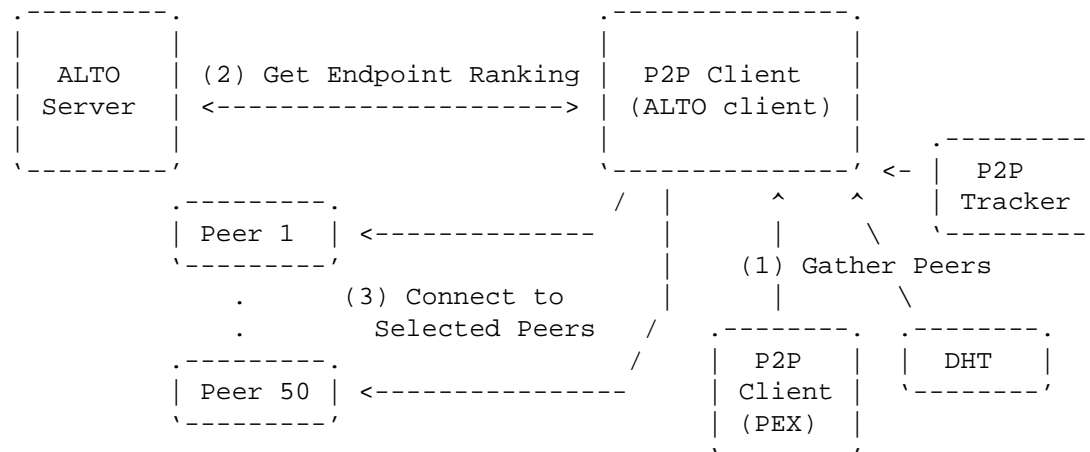 ALTO (2) Get Endpoint Ranking P2P Client
Server (ALTO client)
P2P
Tracker
Peer 1
(1) Gather Peers
(3) Connect to
Selected Peers
P2P DHT
Peer 50 Client
(PEX)